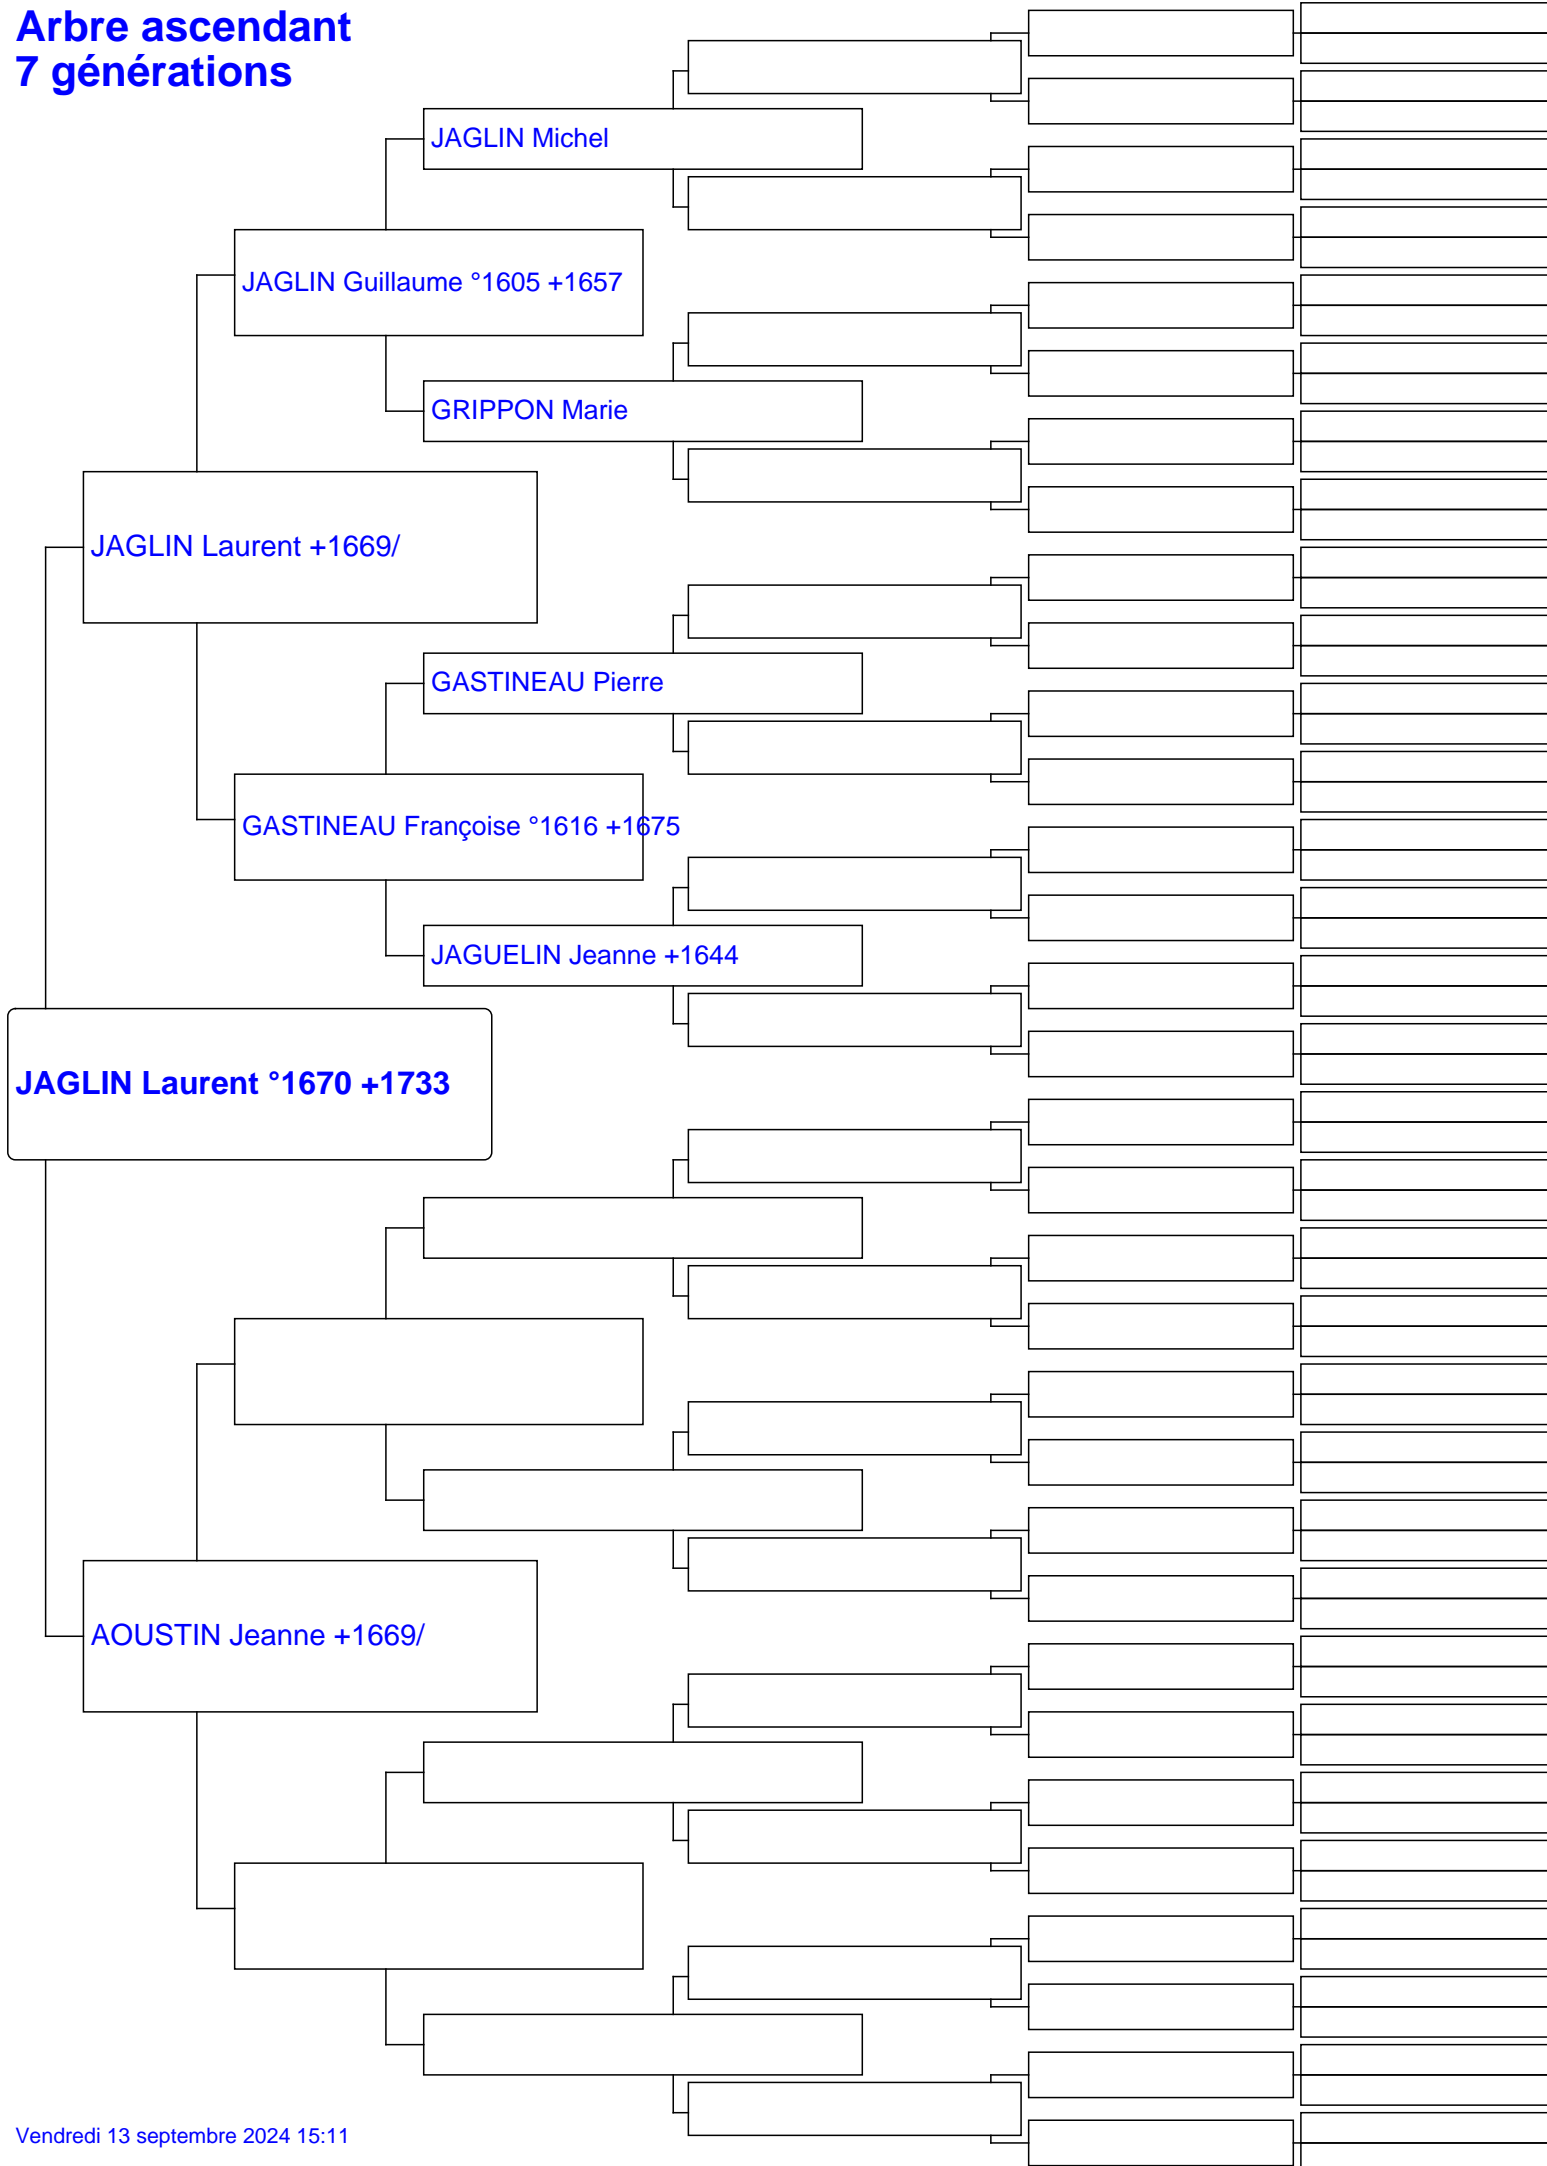 Arbre ascendant
7 générations
JAGLIN Michel
JAGLIN Guillaume °1605 +1657
GRIPPON Marie
JAGLIN Laurent +1669/
GASTINEAU Pierre
GASTINEAU Françoise °1616 +1675
JAGUELIN Jeanne +1644
JAGLIN Laurent °1670 +1733
AOUSTIN Jeanne +1669/
Vendredi 13 septembre 2024 15:11